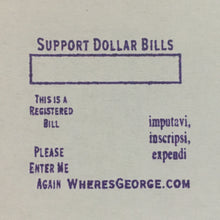 SUPPORT DOLLAR BILLS
THIS IS A
REGISTERED
BILL
PLEASE
ENTER ME
AGAIN WHERESGEORGE.COM
imputavi,
inscripsi,
expendi